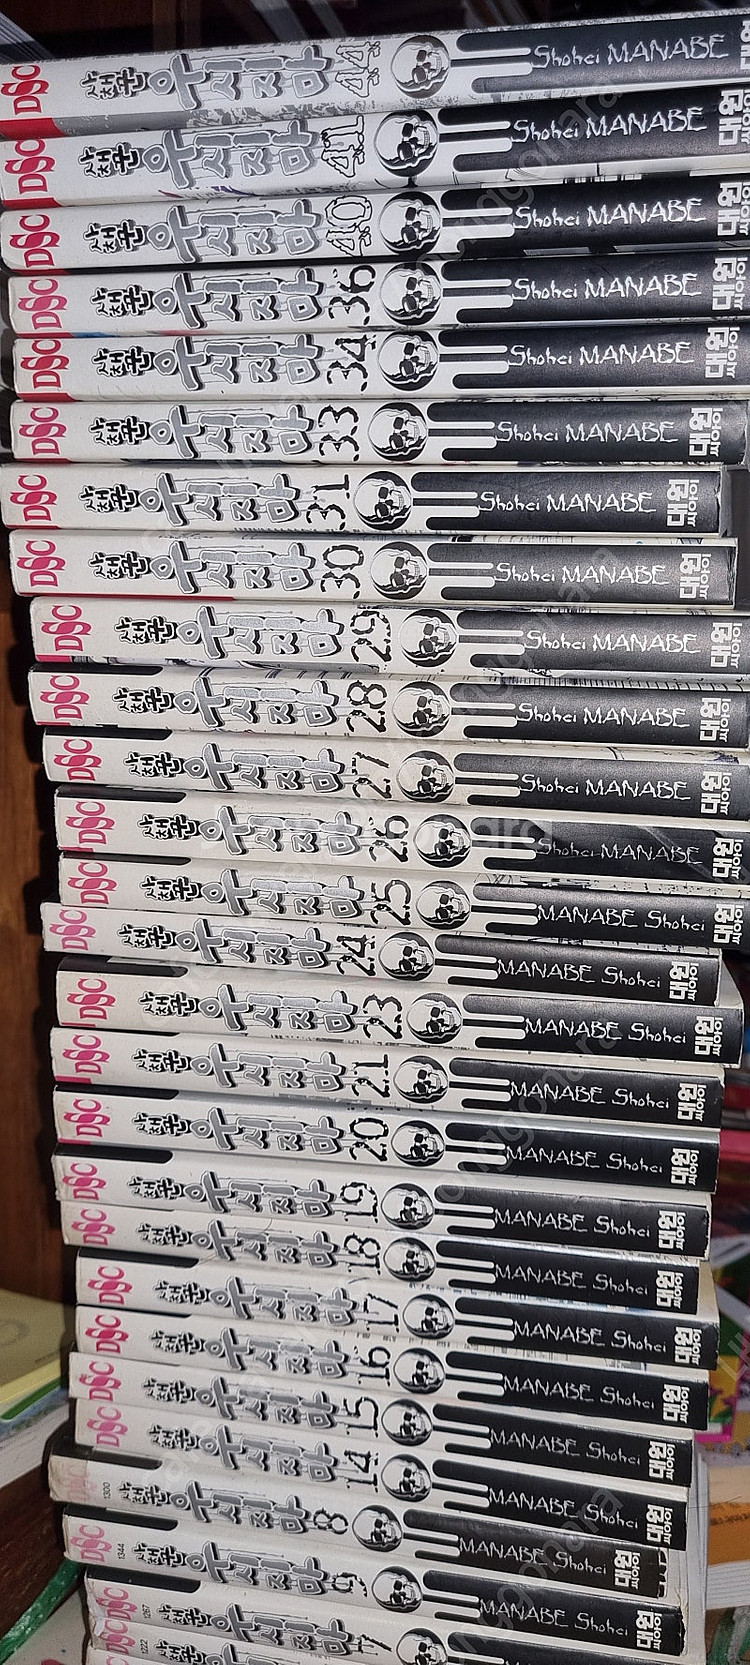 DSC 사채꾼 우시지마 44 Shohei MANABE 대원
DSC 사채꾼 우시지마 41 Shohei MANABE 대원
DSC 사채꾼 우시지마 40 Shohei MANABE 대원
DSC 사채꾼 우시지마 36 Shohei MANABE 대원
DSC 사채꾼 우시지마 34 Shohei MANABE 대원
DSC 사채꾼 우시지마 33 Shohei MANABE 대원
DSC 사채꾼 우시지마 31 Shohei MANABE 대원
DSC 사채꾼 우시지마 30 Shohei MANABE 대원
DSC 사채꾼 우시지마 29 Shohei MANABE 대원
DSC 사채꾼 우시지마 28 Shohei MANABE 대원
DSC 사채꾼 우시지마 27 Shohei MANABE 대원
DSC 사채꾼 우시지마 26 Shohei MANABE 대원
DSC 사채꾼 우시지마 25 MANABE Shohei 대원
DSC 사채꾼 우시지마 24 MANABE Shohei 대원
DSC 사채꾼 우시지마 23 MANABE Shohei 대원
DSC 사채꾼 우시지마 21 MANABE Shohei 대원
DSC 사채꾼 우시지마 20 MANABE Shohei 대원
DSC 사채꾼 우시지마 19 MANABE Shohei 대원
DSC 사채꾼 우시지마 18 MANABE Shohei 대원
DSC 사채꾼 우시지마 17 MANABE Shohei 대원
DSC 사채꾼 우시지마 16 MANABE Shohei 대원
DSC 사채꾼 우시지마 15 MANABE Shohei 대원
DSC 사채꾼 우시지마 14 MANABE Shohei 대원
1300 사채꾼 우시지마 8 MANABE Shohei 대원
DSC 1344 사채꾼 우시지마 9 MANABE Shohei 대원
DSC 1267 사채꾼 우시지마 7
DSC 1222